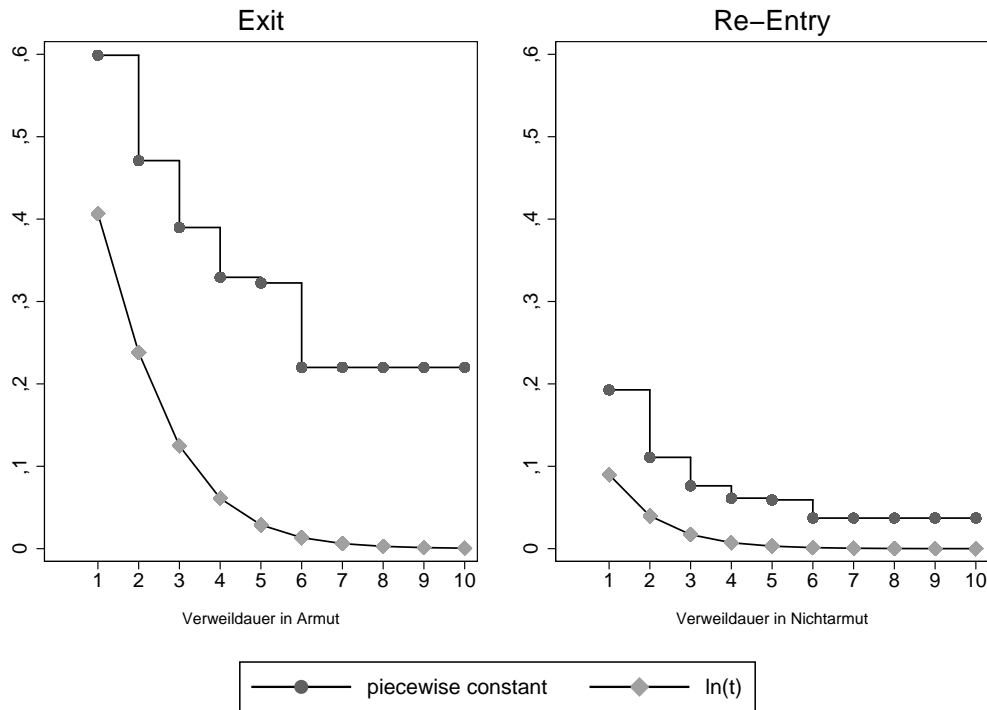 Exit
,6
,5
,4
,3
,2
,1
0
1 2 3 4 5 6 7 8 9 10
Verweildauer in Armut
Re−Entry
,6
,5
,4
,3
,2
,1
0
1 2 3 4 5 6 7 8 9 10
Verweildauer in Nichtarmut
piecewise constant ln(t)